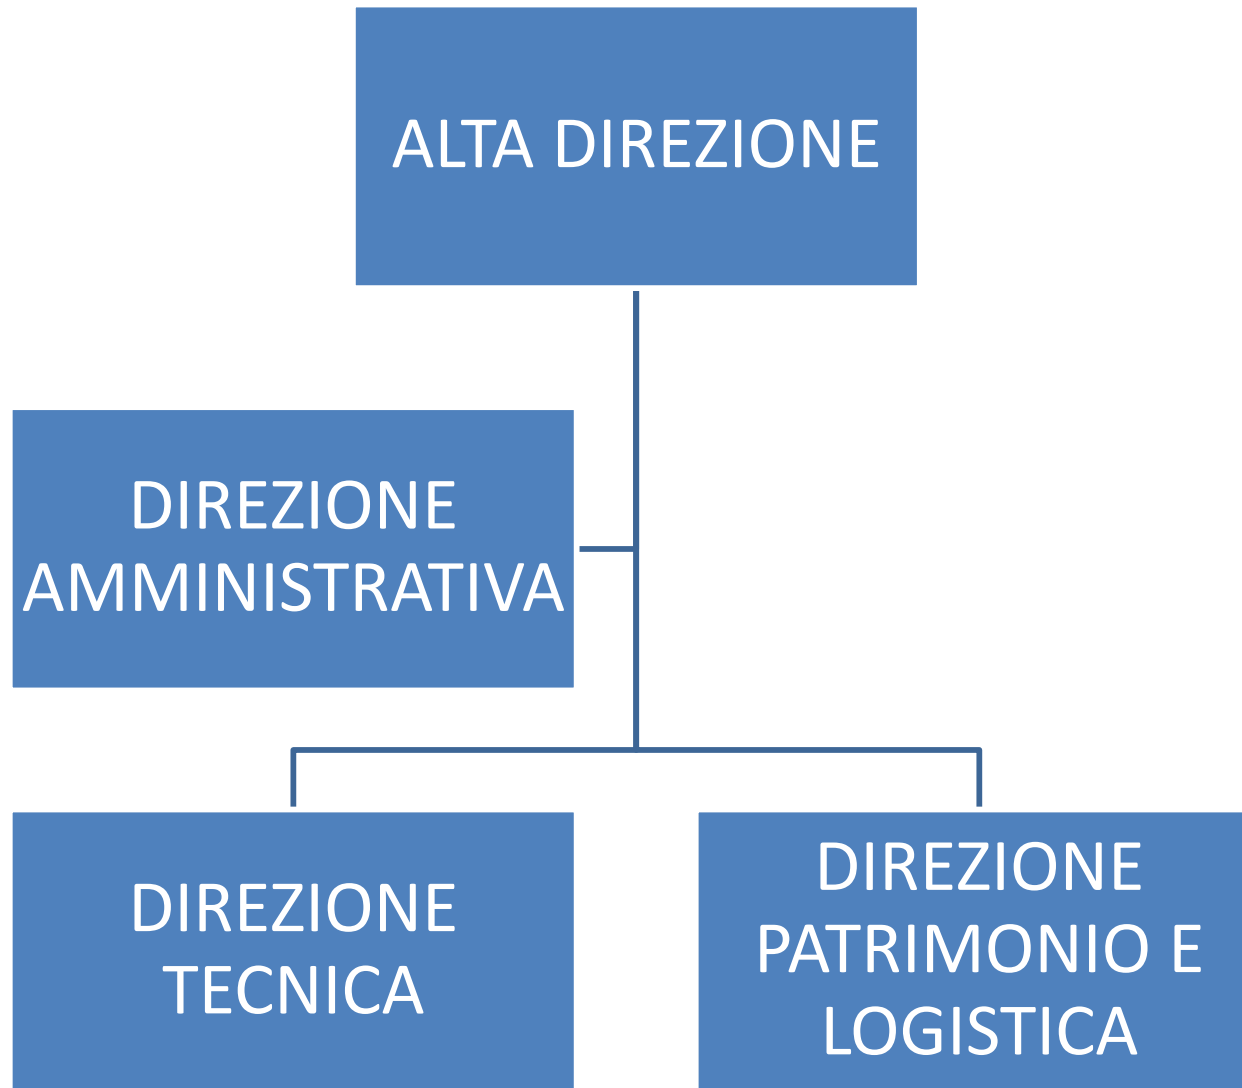 ALTA DIREZIONE
DIREZIONE
AMMINISTRATIVA
DIREZIONE
TECNICA
DIREZIONE
PATRIMONIO E
LOGISTICA